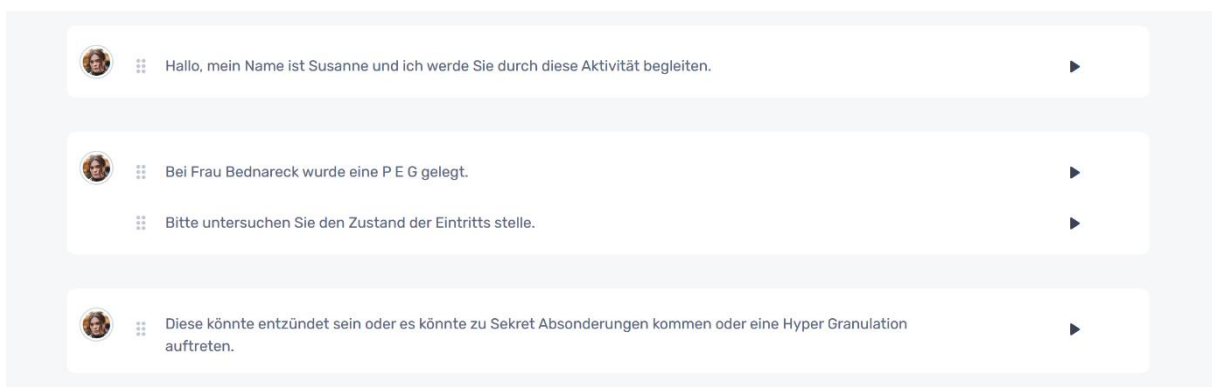 Hallo, mein Name ist Susanne und ich werde Sie durch diese Aktivität begleiten.
Bei Frau Bednareck wurde eine P E G gelegt.
Bitte untersuchen Sie den Zustand der Eintritts stelle.
Diese könnte entzündet sein oder es könnte zu Sekret Absonderungen kommen oder eine Hyper Granulation
auftreten.